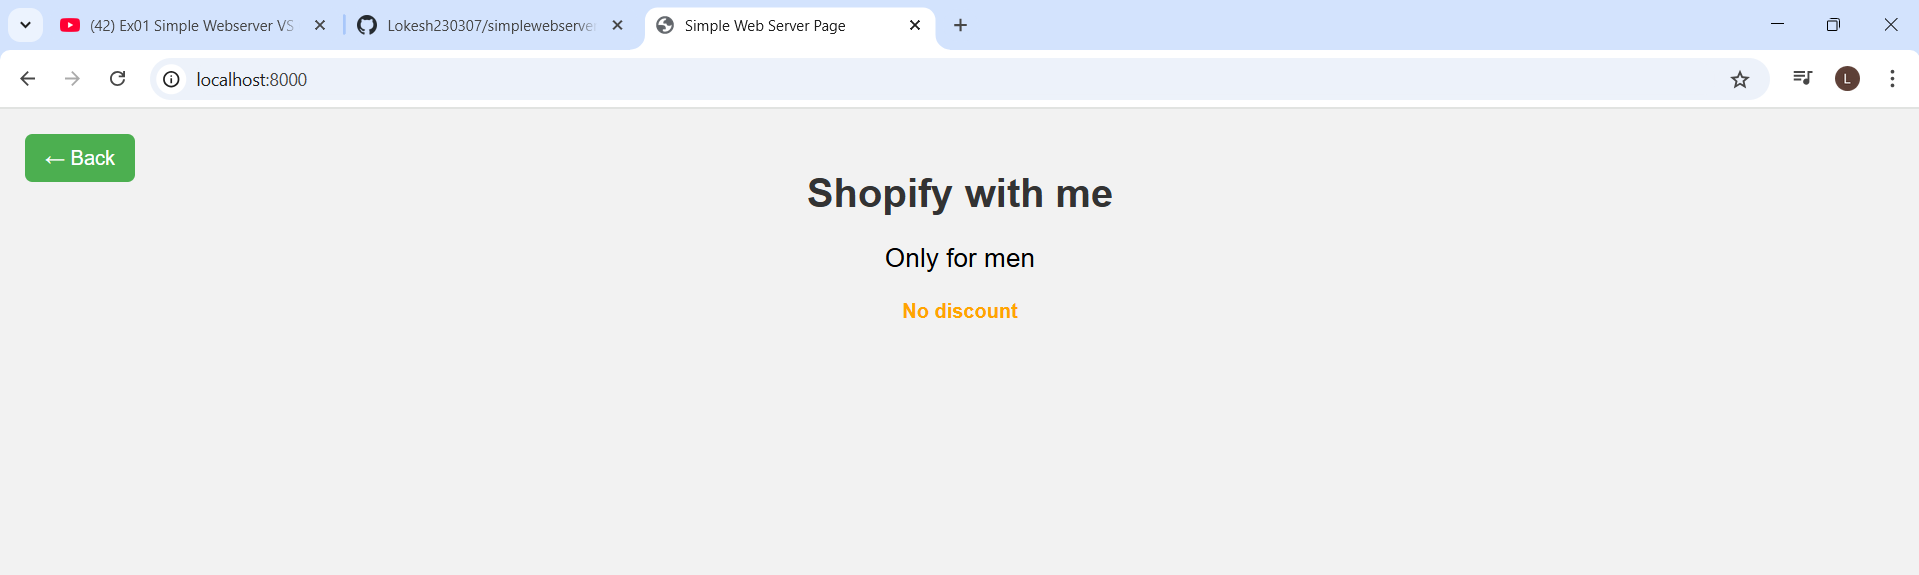 (42) Ex01 Simple Webserver VS
Lokesh230307/simplewebserver
Simple Web Server Page
localhost:8000
L
← Back
Shopify with me
Only for men
No discount